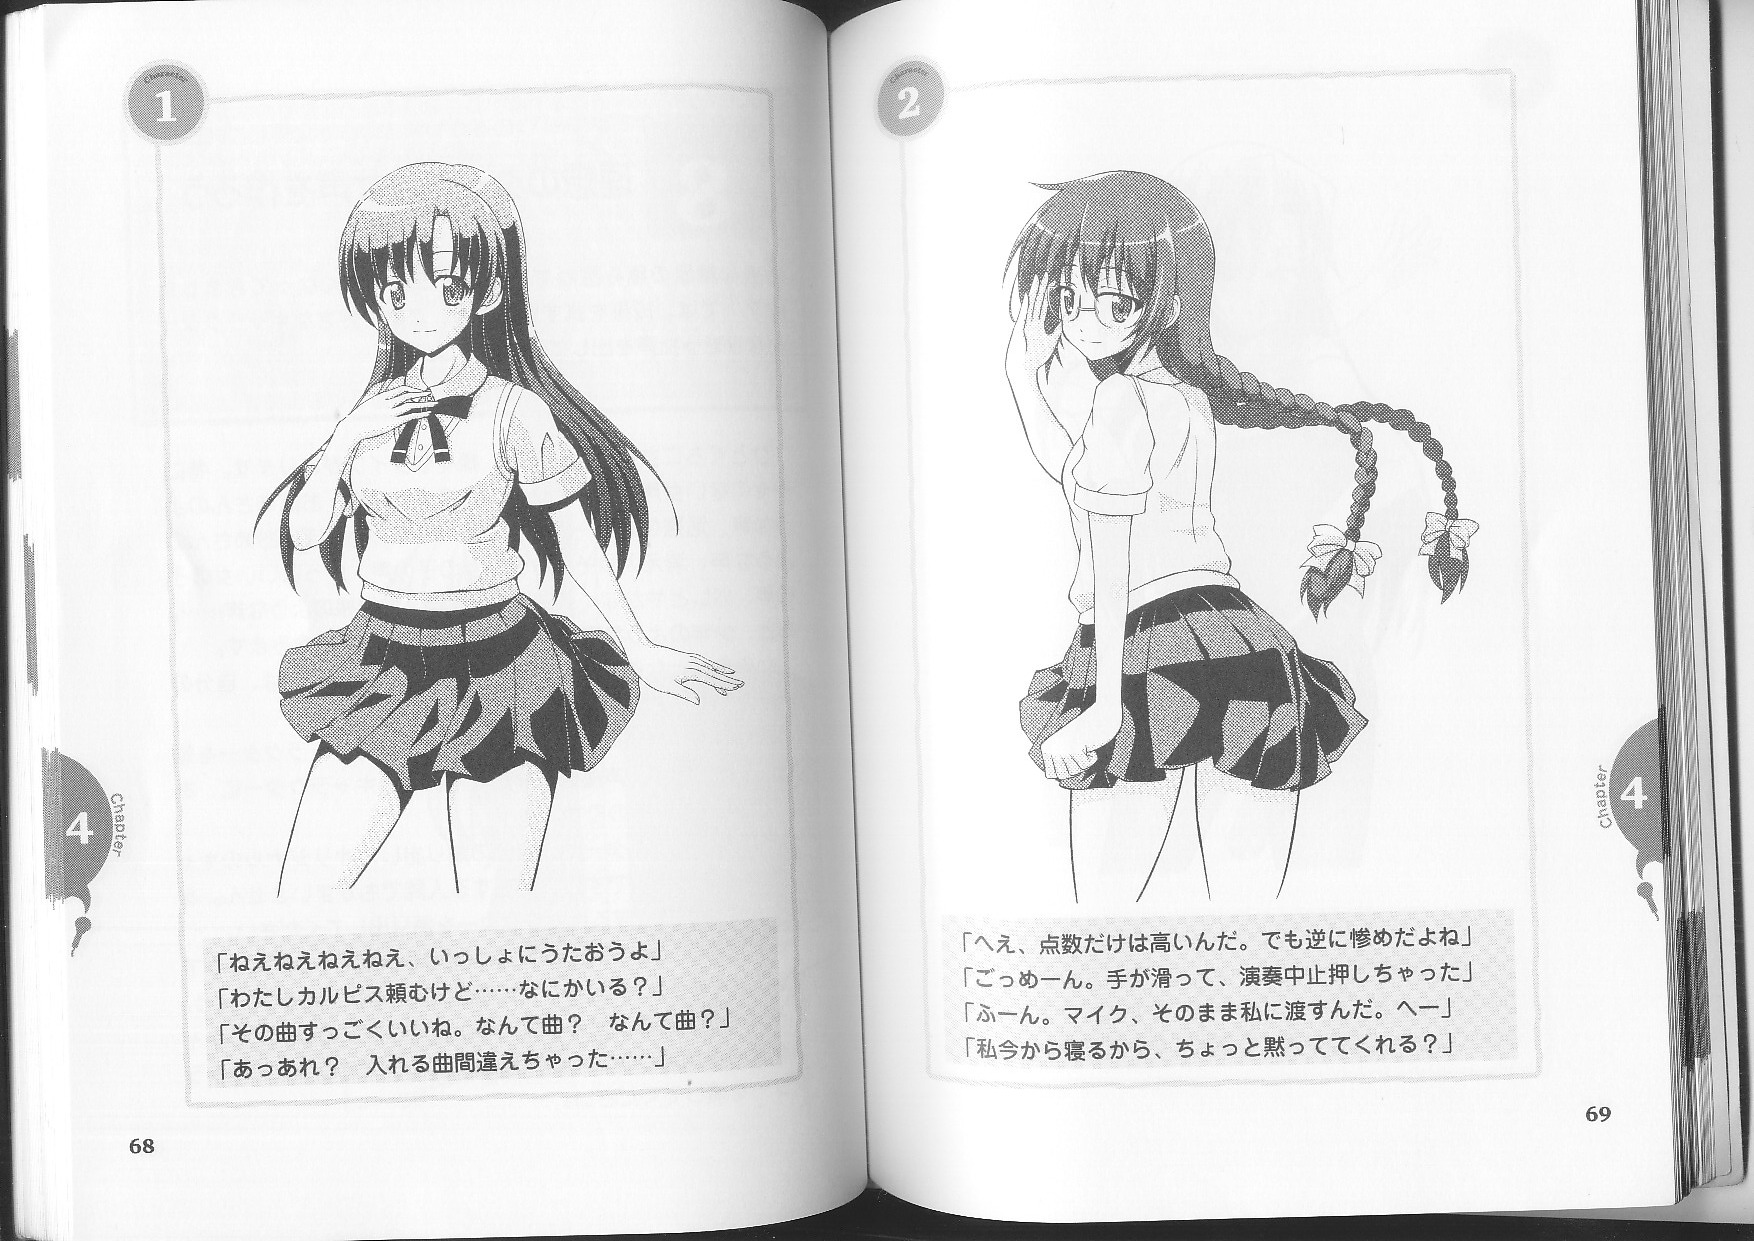 Character
1
「ねえねえねえねえ、いっしょにうたおうよ」
「わたしカルピス頼むけど……なにかいる？」
「その曲すっごくいいね。なんて曲？　なんて曲？」
「あっあれ？　入れる曲間違えちゃった……」
4
Chapter
68
Character
2
「へえ、点数だけは高いんだ。でも逆に惨めだよね」
「ごっめーん。手が滑って、演奏中止押しちゃった」
「ふーん。マイク、そのまま私に渡すんだ。へー」
「私今から寝るから、ちょっと黙っててくれる？」
Chapter
4
69